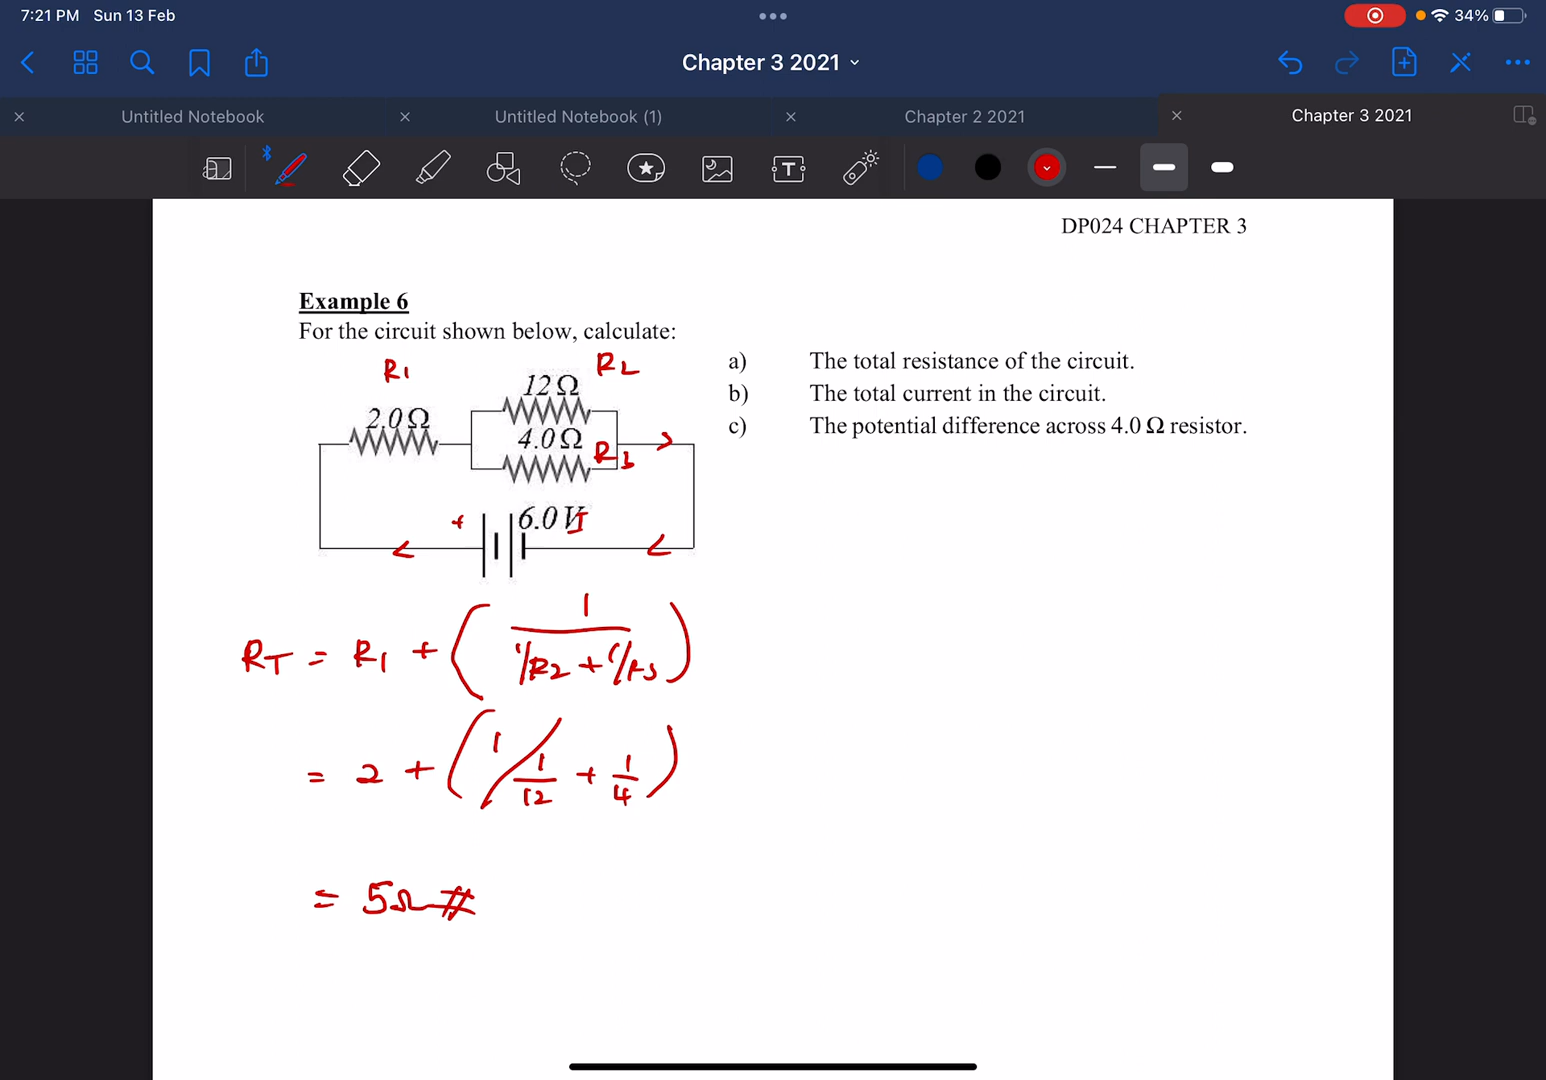 7:21 PM Sun 13 Feb
34%
Chapter 3 2021
Untitled Notebook
Untitled Notebook (1)
Chapter 2 2021
Chapter 3 2021
T
DP024 CHAPTER 3
Example 6
For the circuit shown below, calculate:
a) The total resistance of the circuit.
b) The total current in the circuit.
c) The potential difference across 4.0 Ω resistor.
R1
R2
12 Ω
2.0 Ω
4.0 Ω
R3
+
6.0 V
I
RT = R1 + ( 1 / 1/R2 + 1/R3 )
= 2 + ( 1 / 1/12 + 1/4 )
= 5Ω #